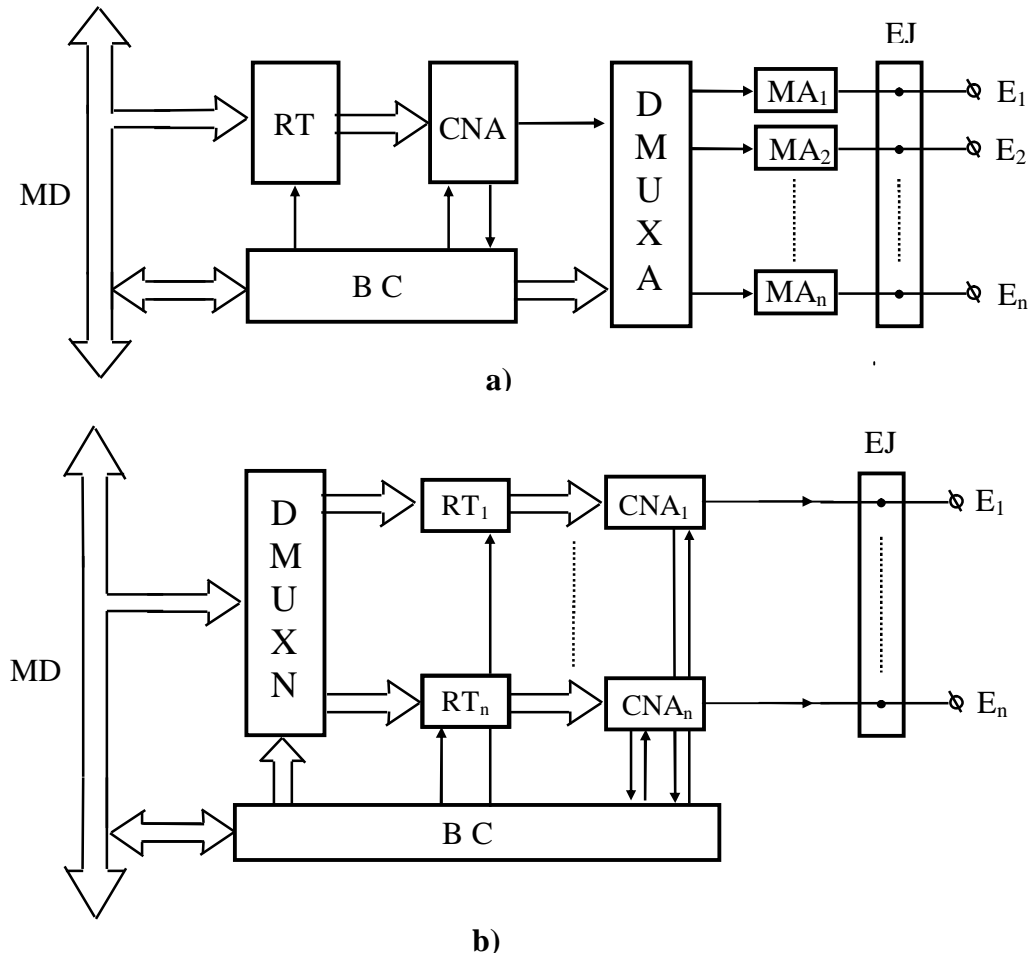 EJ
D
M
U
X
A
MA₁
E₁
RT
CNA
MA₂
E₂
MD
B C
MAₙ
Eₙ
a)
EJ
D
M
U
X
N
RT₁
CNA₁
E₁
MD
RTₙ
CNAₙ
Eₙ
B C
b)